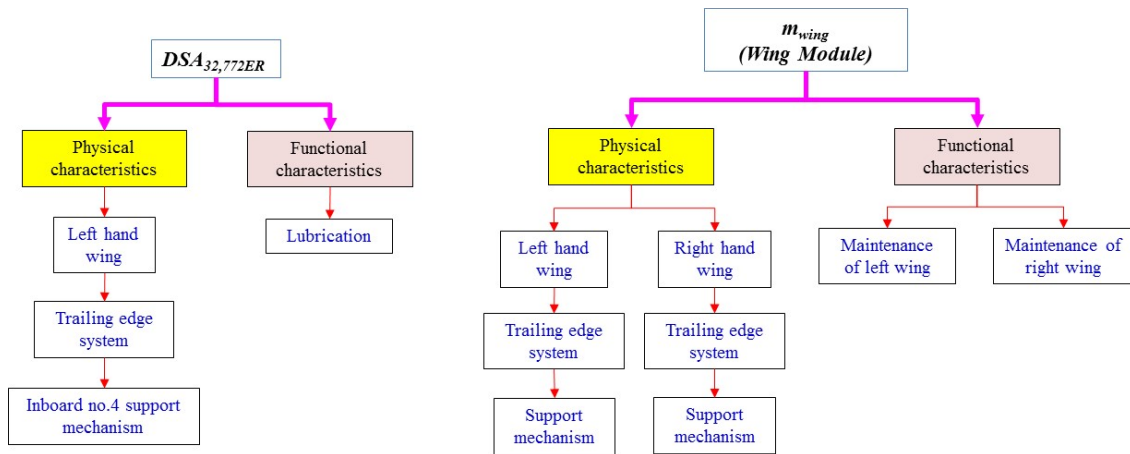 DSA32,772ER
Physical
characteristics
Functional
characteristics
Left hand
wing
Lubrication
Trailing edge
system
Inboard no.4 support
mechanism
mwing
(Wing Module)
Physical
characteristics
Functional
characteristics
Left hand
wing
Right hand
wing
Maintenance
of left wing
Maintenance of
right wing
Trailing edge
system
Trailing edge
system
Support
mechanism
Support
mechanism